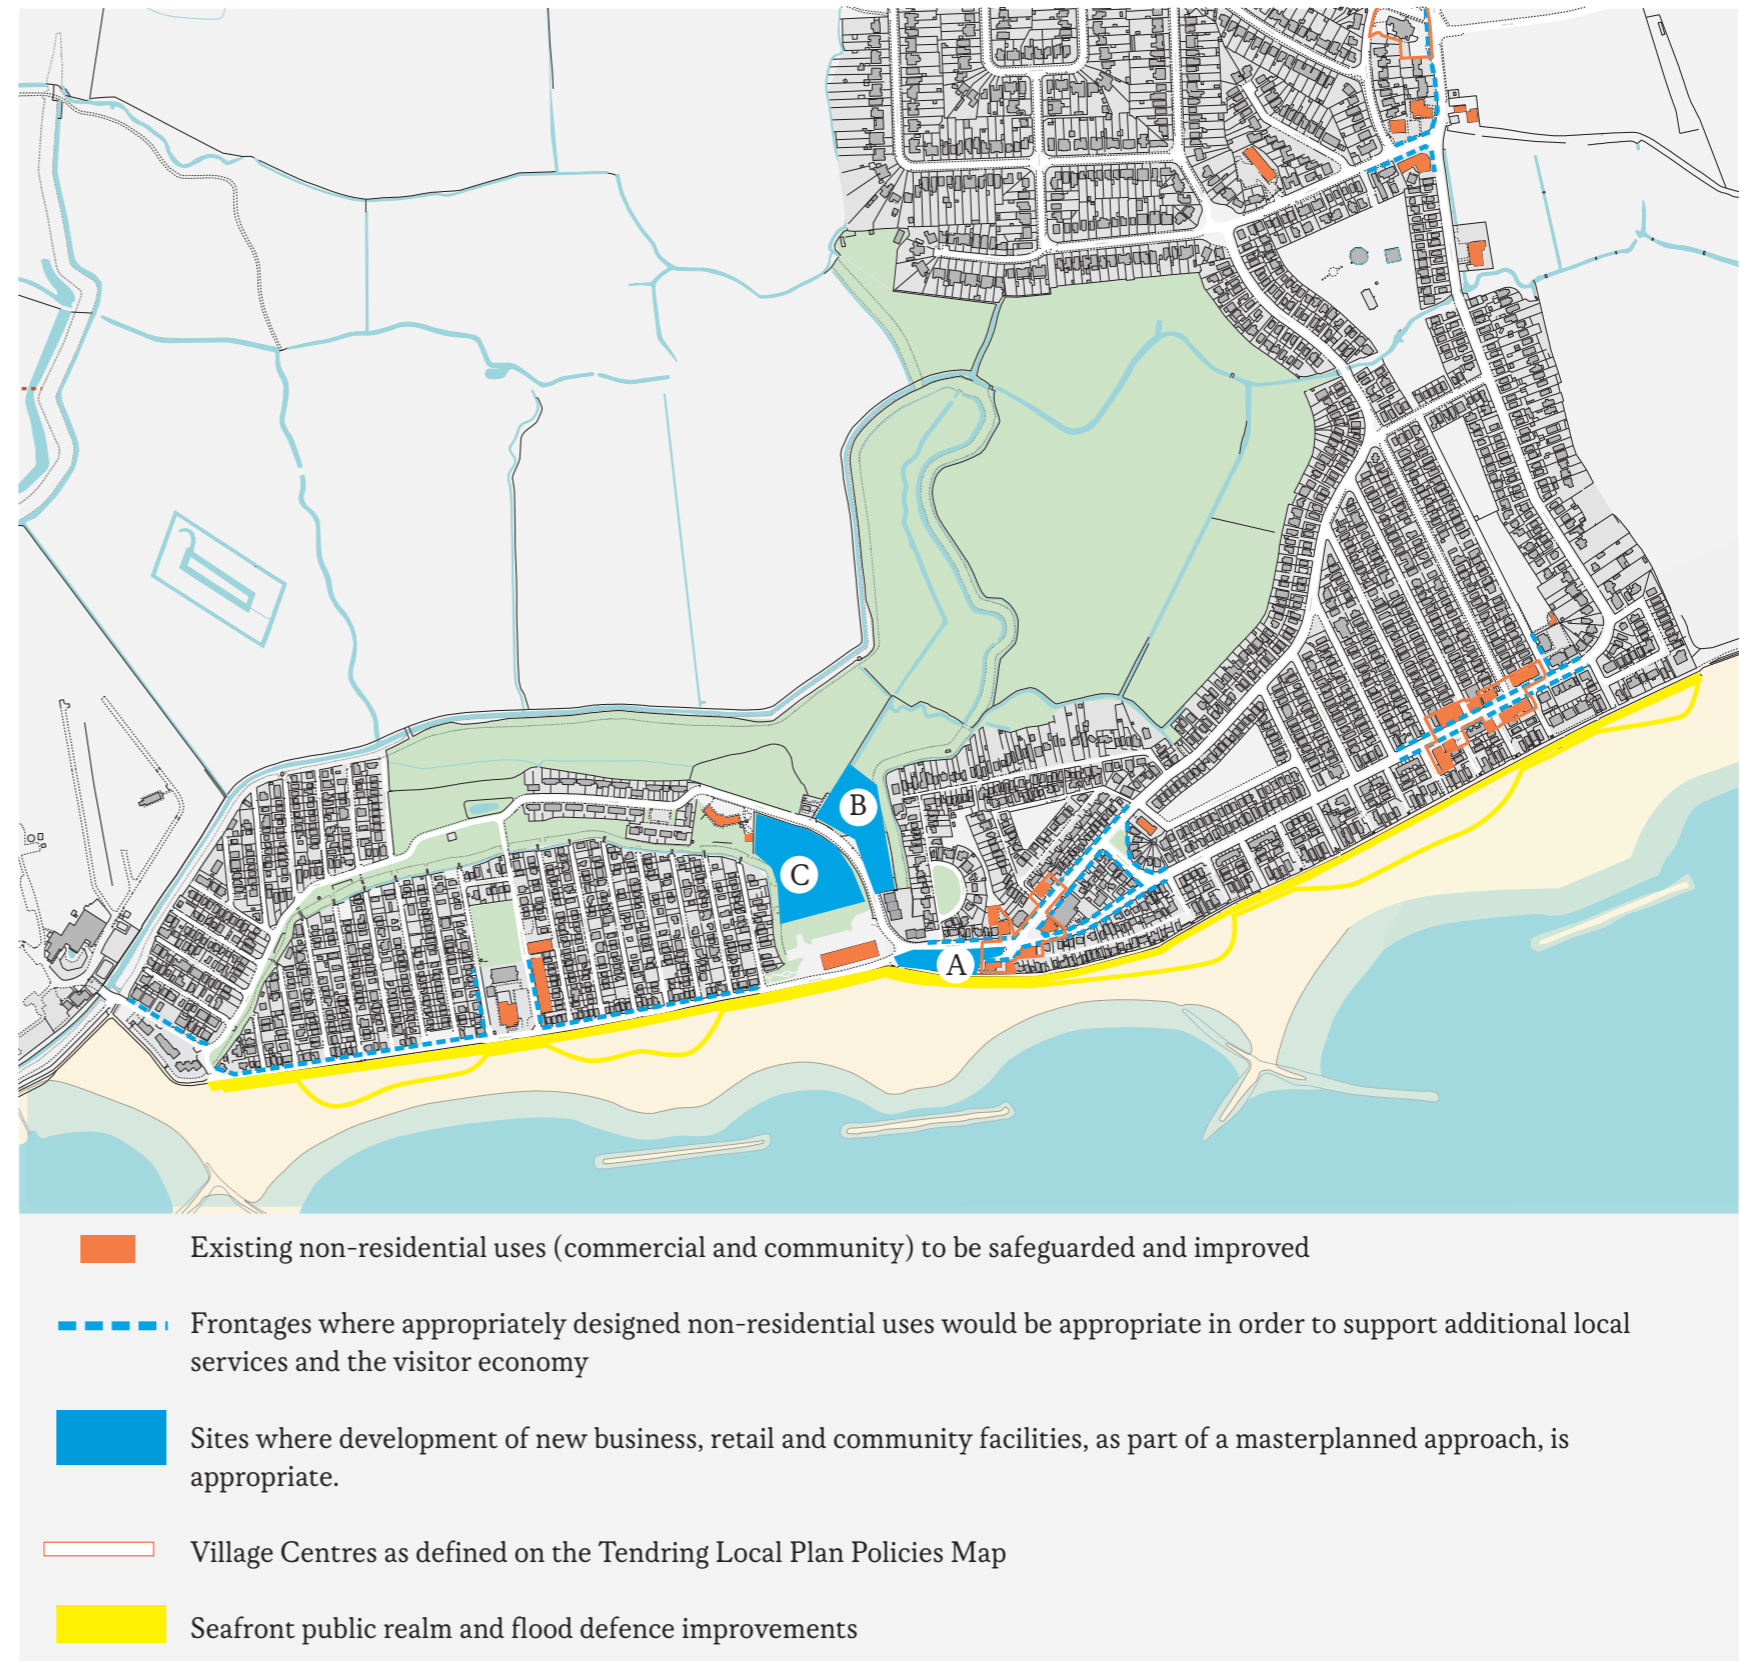 B
C
A
Existing non-residential uses (commercial and community) to be safeguarded and improved
Frontages where appropriately designed non-residential uses would be appropriate in order to support additional local
services and the visitor economy
Sites where development of new business, retail and community facilities, as part of a masterplanned approach, is
appropriate.
Village Centres as defined on the Tendring Local Plan Policies Map
Seafront public realm and flood defence improvements